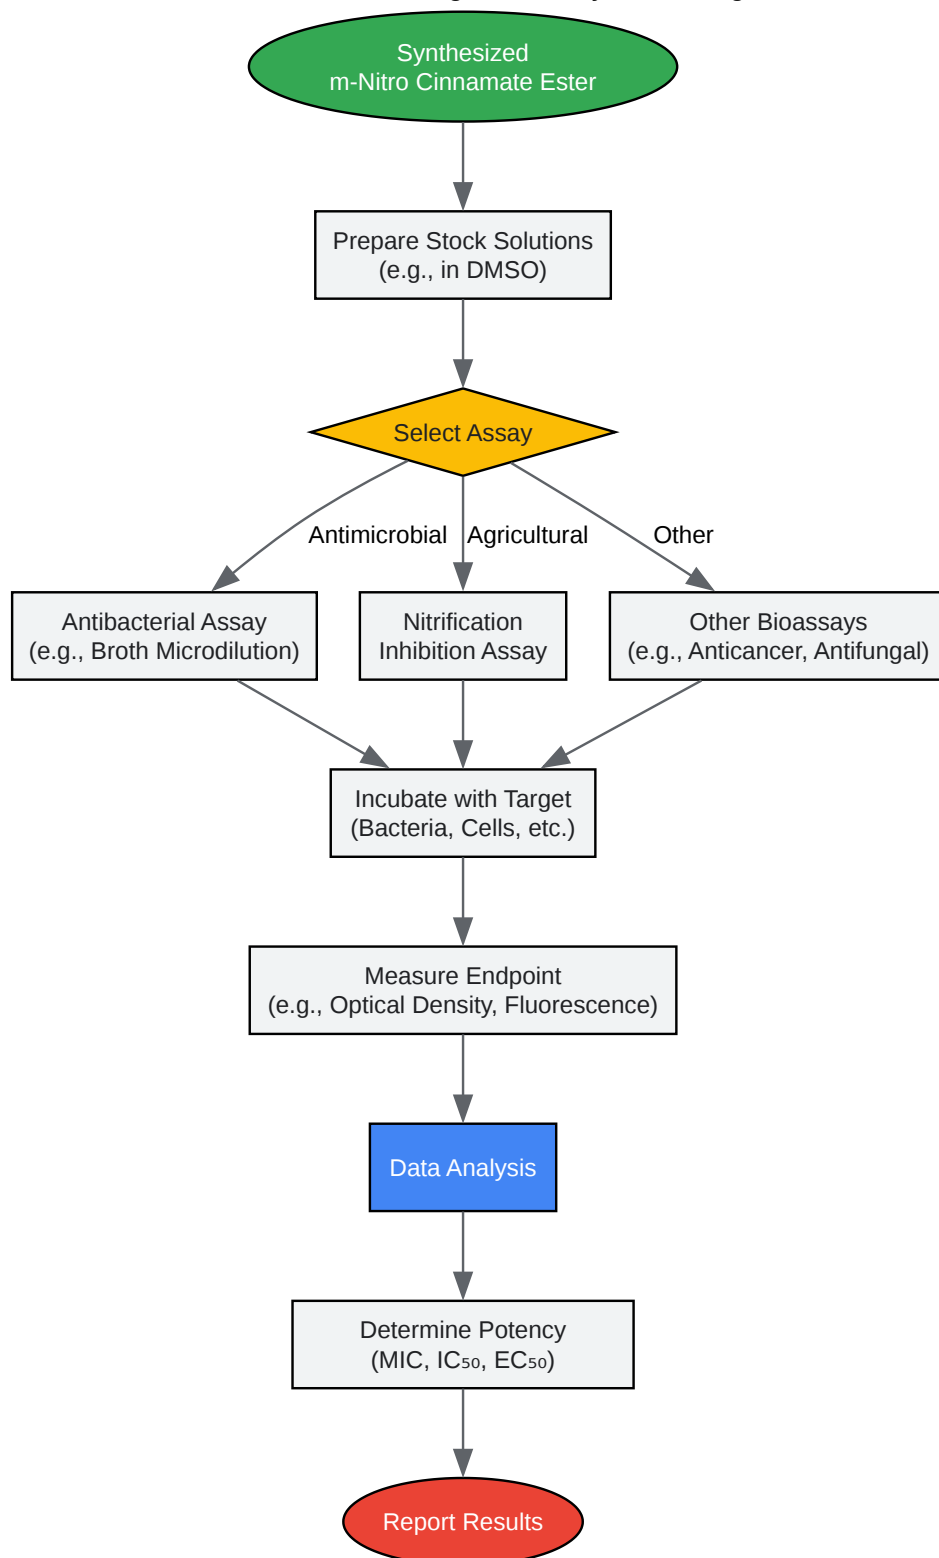 Synthesized
m-Nitro Cinnamate Ester
Prepare Stock Solutions
(e.g., in DMSO)
Select Assay
Antimicrobial
Agricultural
Other
Antibacterial Assay
(e.g., Broth Microdilution)
Nitrification
Inhibition Assay
Other Bioassays
(e.g., Anticancer, Antifungal)
Incubate with Target
(Bacteria, Cells, etc.)
Measure Endpoint
(e.g., Optical Density, Fluorescence)
Data Analysis
Determine Potency
(MIC, IC₅₀, EC₅₀)
Report Results